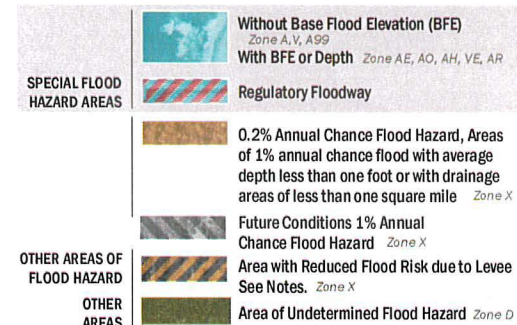 Without Base Flood Elevation (BFE)
Zone A,V, A99
With BFE or Depth Zone AE, AO, AH, VE, AR
SPECIAL FLOOD
HAZARD AREAS
Regulatory Floodway
0.2% Annual Chance Flood Hazard, Areas
of 1% annual chance flood with average
depth less than one foot or with drainage
areas of less than one square mile Zone X
Future Conditions 1% Annual
Chance Flood Hazard Zone X
OTHER AREAS OF
FLOOD HAZARD
Area with Reduced Flood Risk due to Levee
See Notes. Zone X
OTHER
AREAS
Area of Undetermined Flood Hazard Zone D